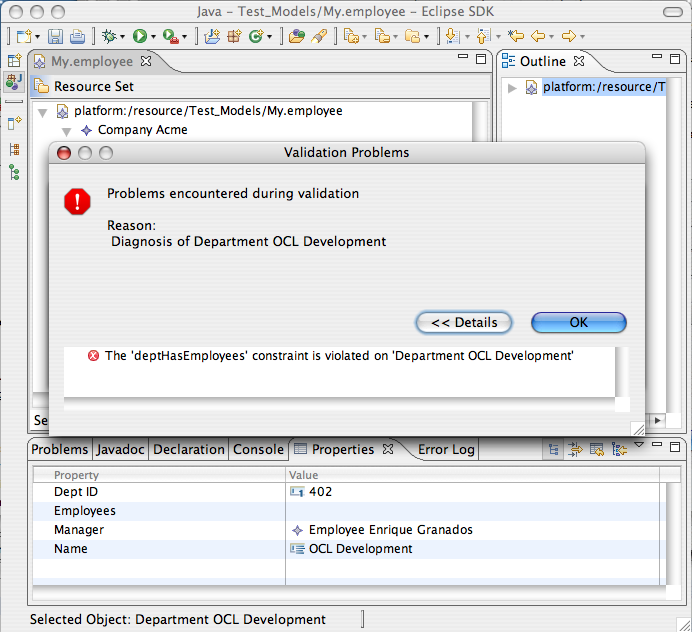 Java – Test_Models/My.employee – Eclipse SDK
My.employee
Outline
Resource Set
platform:/resource/Test_Models/My.employee
platform:/resource/T
Company Acme
Validation Problems
Problems encountered during validation
Reason:
Diagnosis of Department OCL Development
<< Details
OK
The 'deptHasEmployees' constraint is violated on 'Department OCL Development'
Se
Problems Javadoc Declaration Console Properties Error Log
Property Value
Dept ID 402
Employees
Manager Employee Enrique Granados
Name OCL Development
Selected Object: Department OCL Development